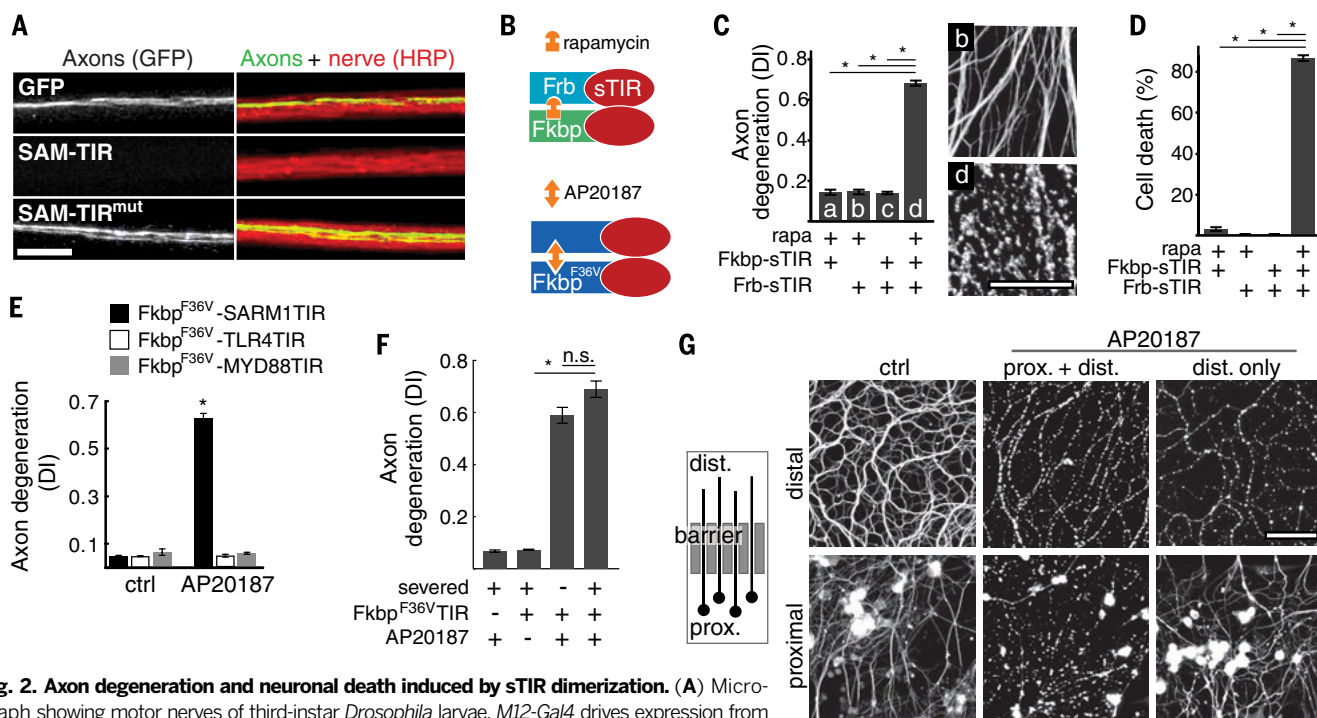 A
Axons (GFP)
Axons + nerve (HRP)
GFP
SAM-TIR
SAM-TIRmut
B
rapamycin
Frb
sTIR
Fkbp
AP20187
FkbpF36V
C
Axon
degeneration (DI)
0.8
0.6
0.4
0.2
* * *
a b c d
rapa + + +
Fkbp-sTIR + + +
Frb-sTIR + + +
b
d
D
Cell death (%)
80
60
40
20
* * *
rapa + + +
Fkbp-sTIR + + +
Frb-sTIR + + +
E
FkbpF36V-SARM1TIR
FkbpF36V-TLR4TIR
FkbpF36V-MYD88TIR
Axon degeneration
(DI)
0.7
0.5
0.3
0.1
*
ctrl AP20187
F
Axon
degeneration (DI)
0.8
0.6
0.4
0.2
n.s.
*
severed + + - +
FkbpF36VTIR - + + +
AP20187 + - + +
G
AP20187
ctrl prox. + dist. dist. only
distal
proximal
dist.
barrier
prox.
g. 2. Axon degeneration and neuronal death induced by sTIR dimerization. (A) Micro-
aph showing motor nerves of third-instar Drosophila larvae. M12-Gal4 drives expression from